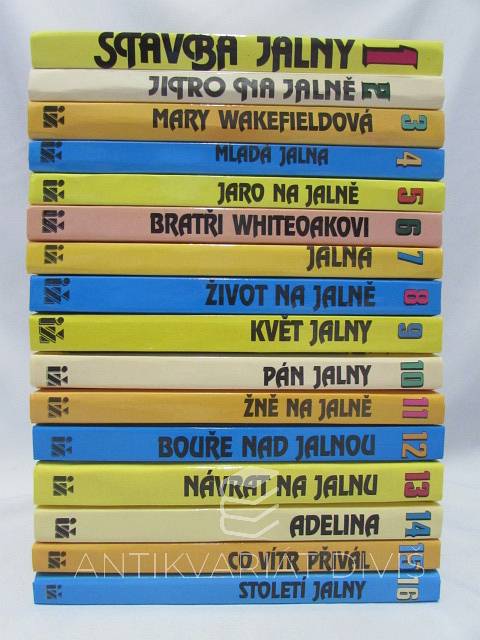 STAVBA JALNY 1
JITRO NA JALNĚ 2
MARY WAKEFIELDOVÁ 3
MLADÁ JALNA 4
JARO NA JALNĚ 5
BRATŘI WHITEOAKOVI 6
JALNA 7
ŽIVOT NA JALNĚ 8
KVĚT JALNY 9
PÁN JALNY 10
ŽNĚ NA JALNĚ 11
BOUŘE NAD JALNOU 12
NÁVRAT NA JALNU 13
ADELINA 14
CO VÍTR PŘIVÁL 15
ANTIKVARIÁT DIVIŠ
STOLETÍ JALNY 16